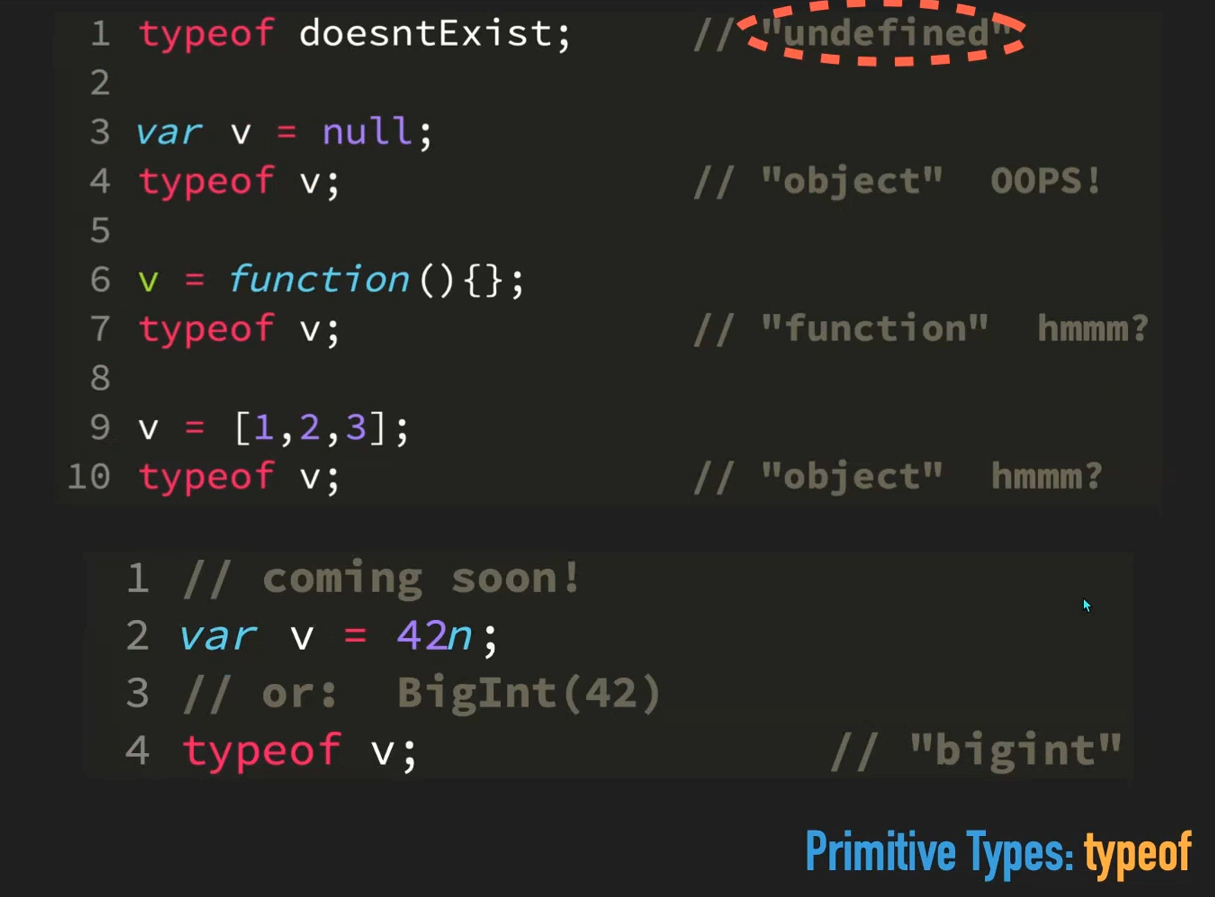 1 typeof doesntExist; // "undefined"
2
3 var v = null;
4 typeof v; // "object" OOPS!
5
6 v = function(){};
7 typeof v; // "function" hmmm?
8
9 v = [1,2,3];
10 typeof v; // "object" hmmm?
1 // coming soon!
2 var v = 42n;
3 // or: BigInt(42)
4 typeof v; // "bigint"
Primitive Types: typeof